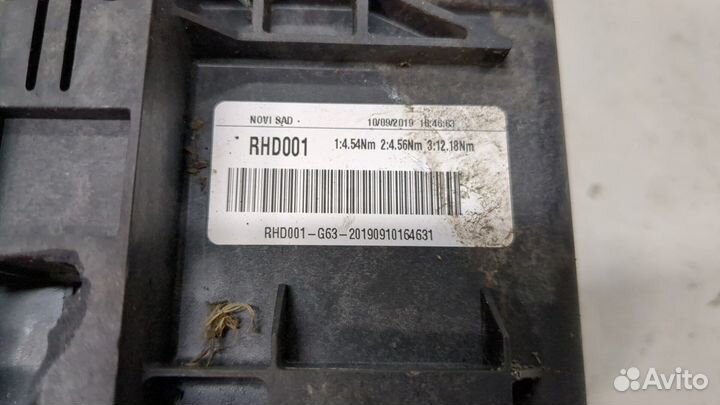 NOVI SAD · 10/09/2019 16:46:63
RHD001 1:4.54Nm 2:4.56Nm 3:12.18Nm
RHD001-G63-20190910164631
Avito